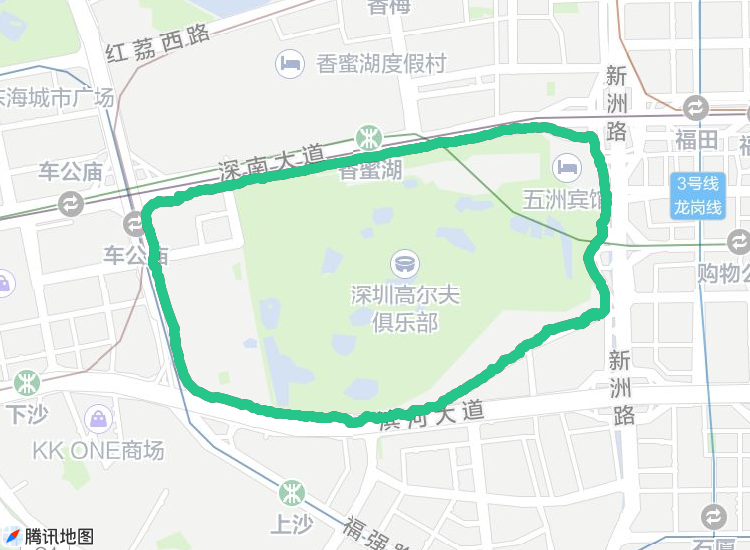 香梅
红荔西路
香蜜湖度假村
新洲路
东海城市广场
福田
深南大道
香蜜湖
车公庙
3号线
龙岗线
五洲宾馆
车公庙
购物公
深圳高尔夫
俱乐部
新洲路
下沙
滨河大道
KK ONE商场
上沙
福强路
石厦
腾讯地图